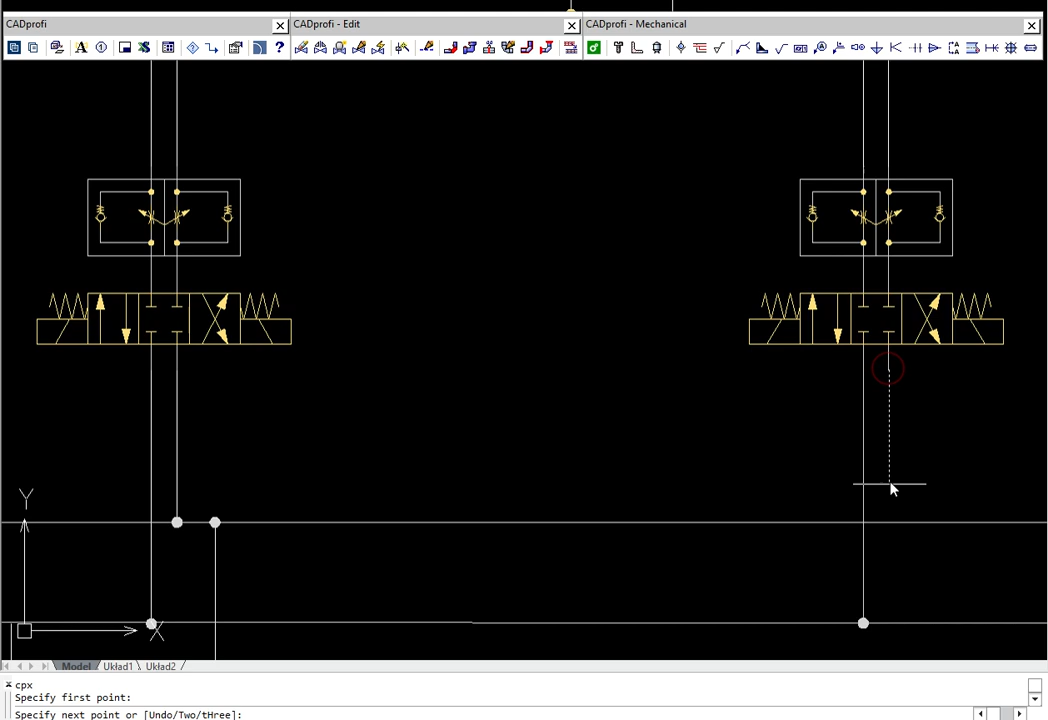 CADprofi
CADprofi - Edit
CADprofi - Mechanical
Y
X
Model
Układ1
Układ2
cpx
Specify first point:
Specify next point or [Undo/Two/tHree]: